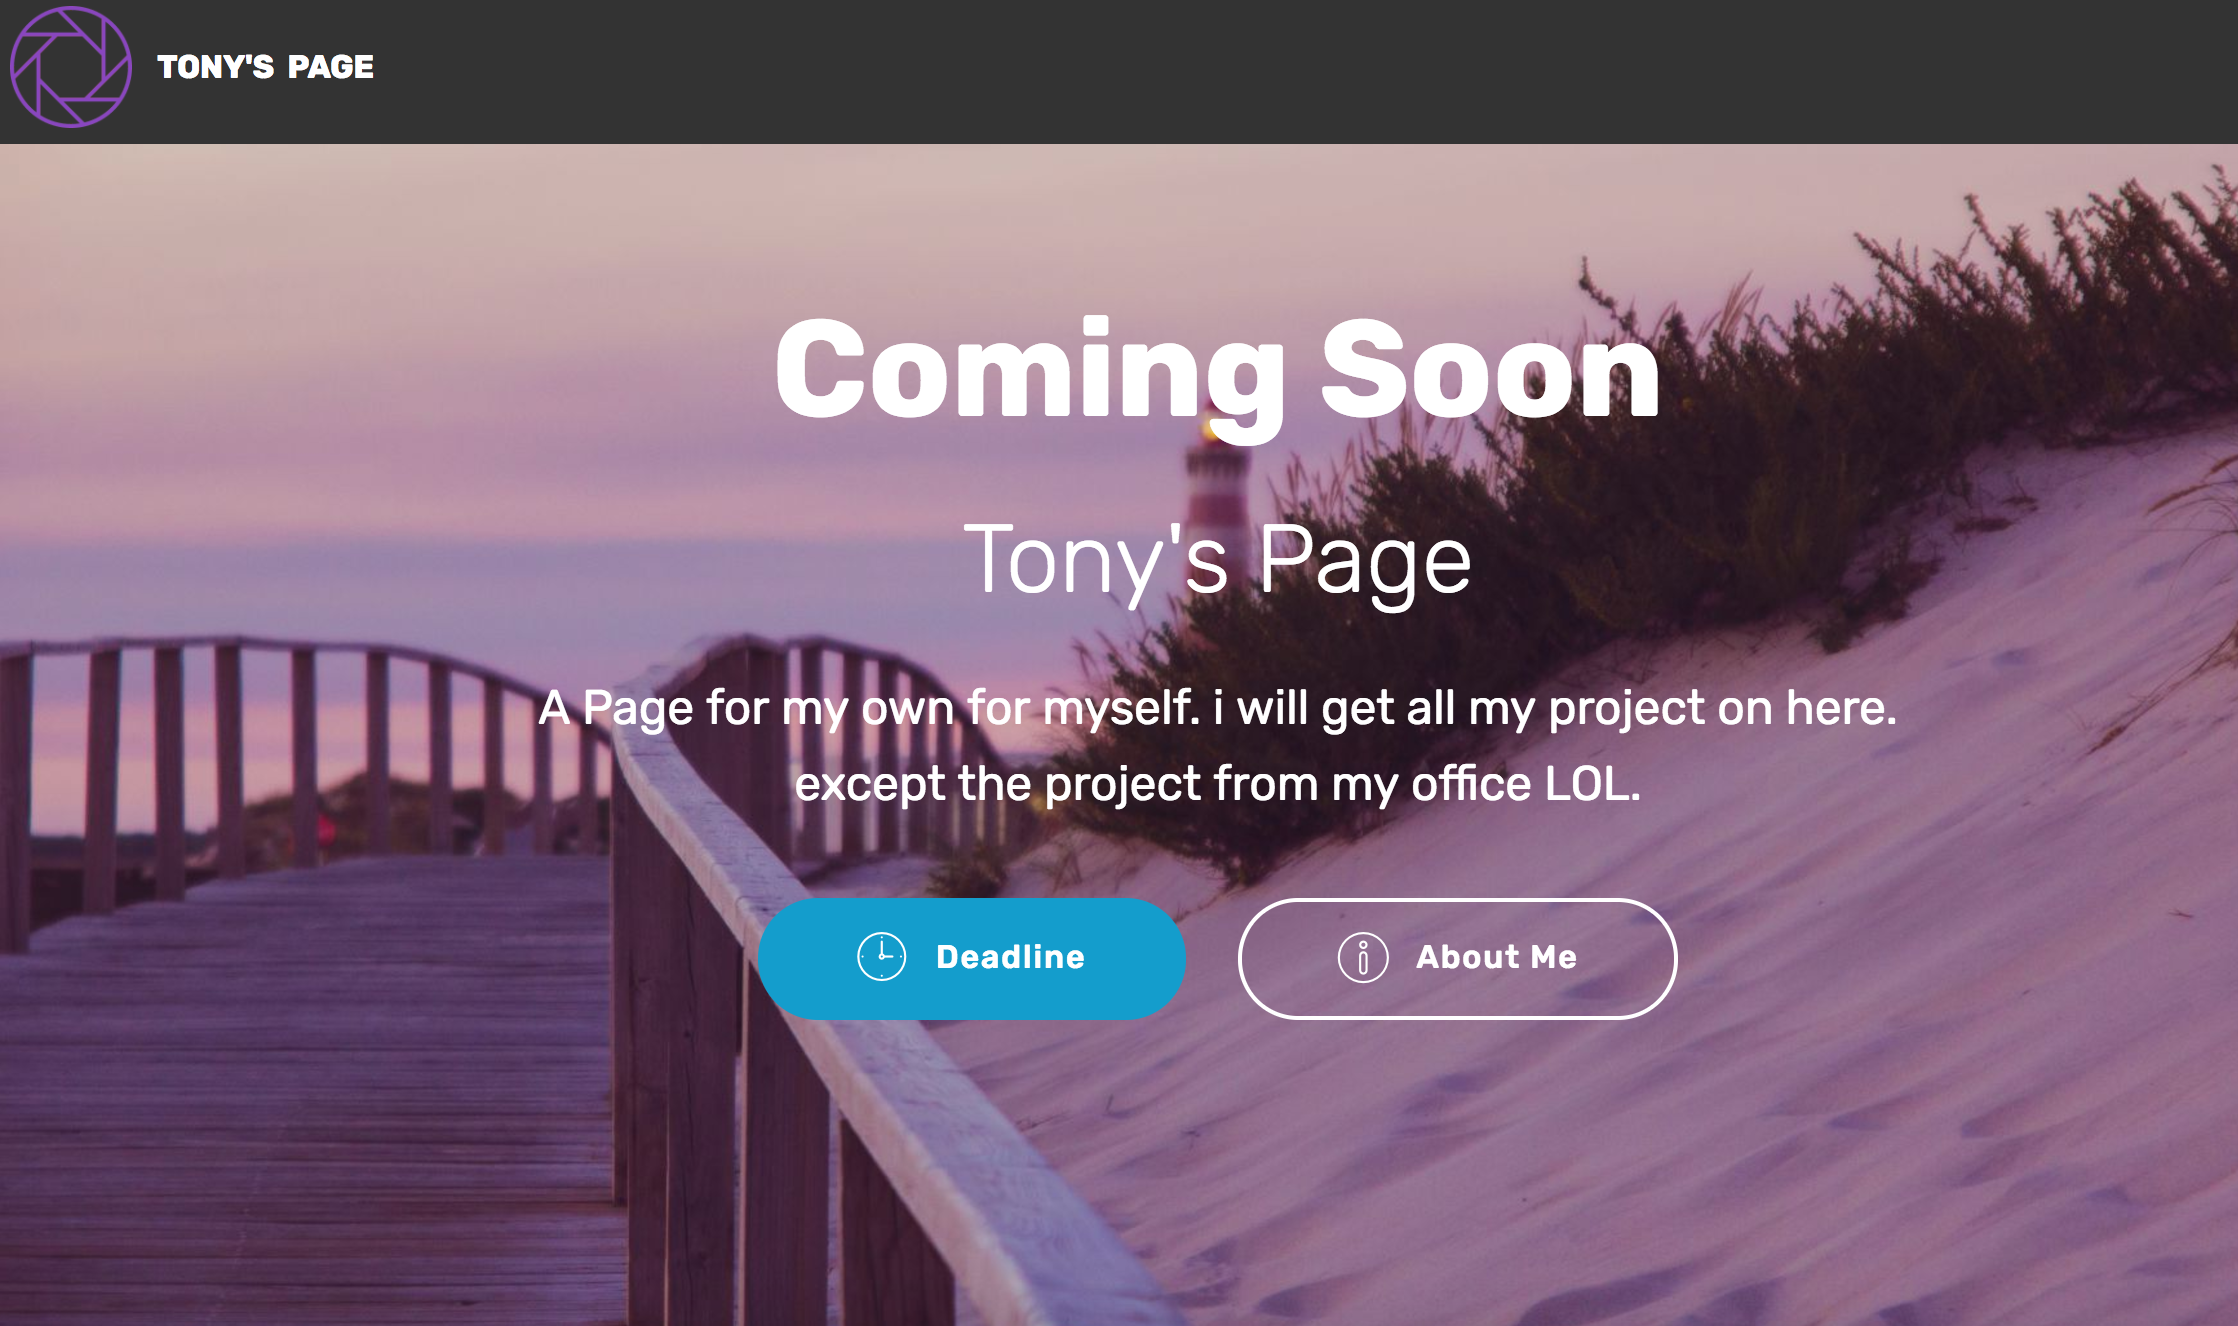 TONY'S PAGE
Coming Soon
Tony's Page
A Page for my own for myself. i will get all my project on here.
except the project from my office LOL.
Deadline
About Me